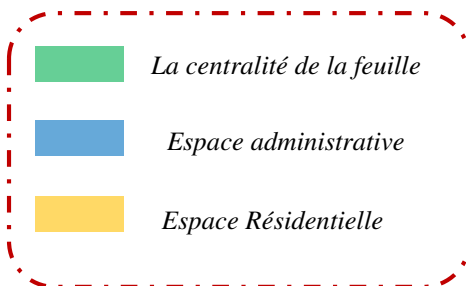 La centralité de la feuille
Espace administrative
Espace Résidentielle